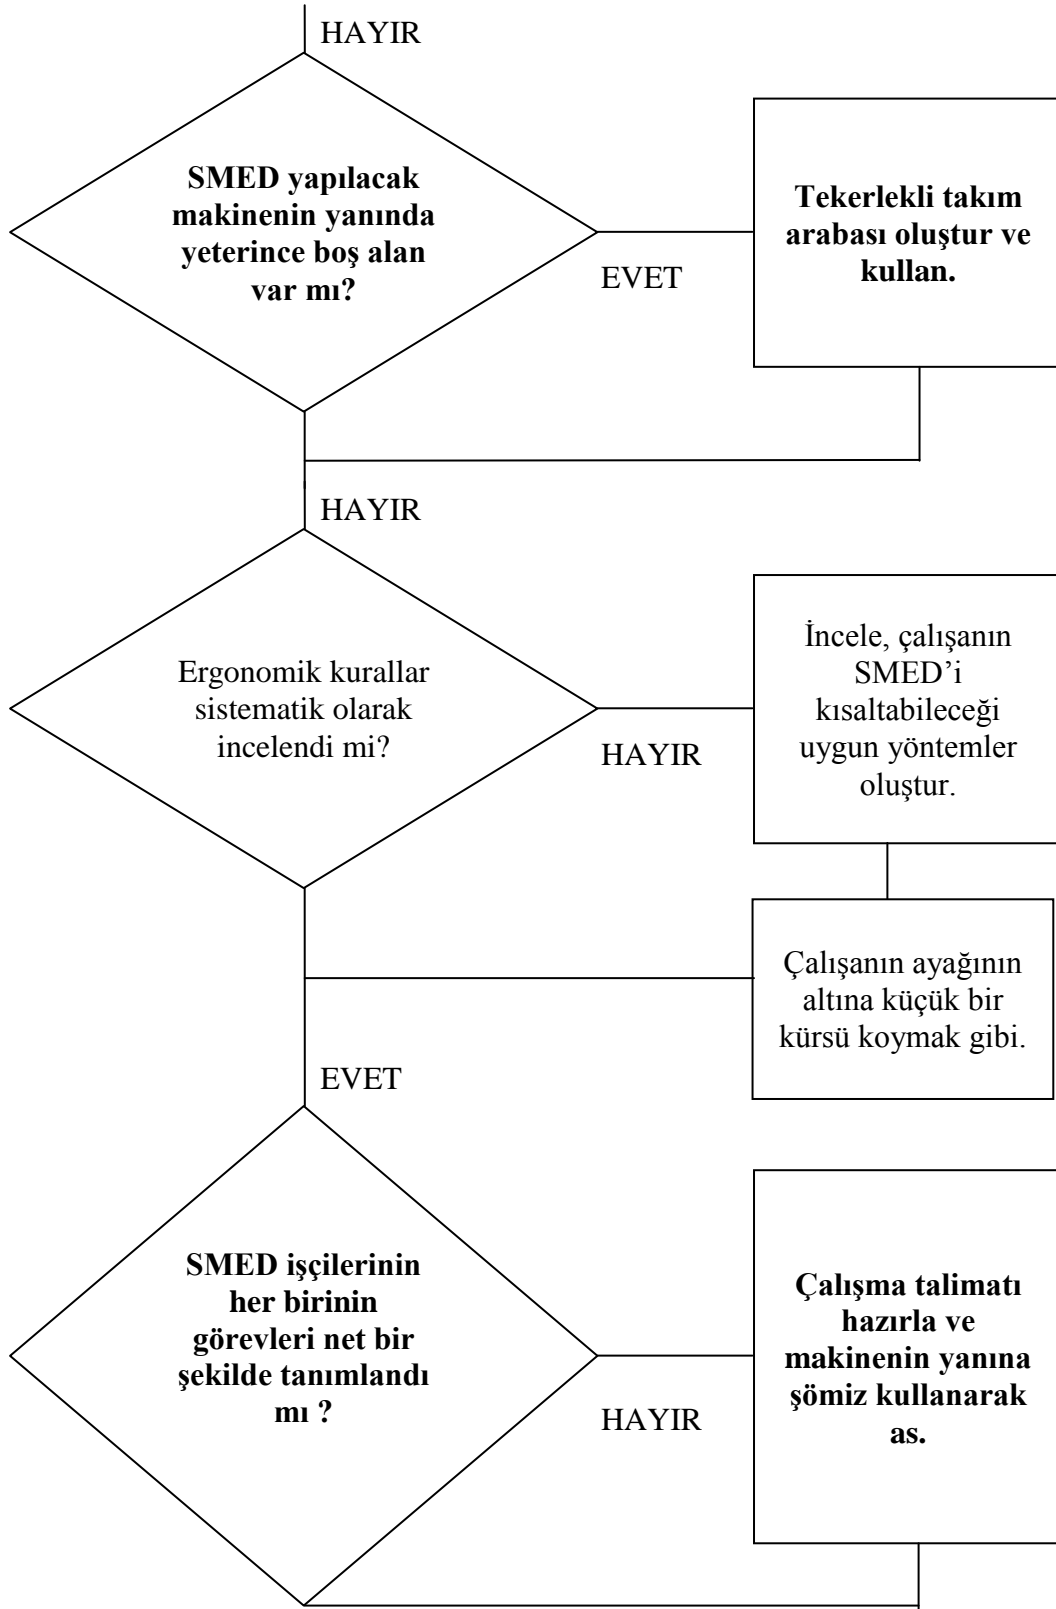 HAYIR
SMED yapılacak
makinenin yanında
yeterince boş alan
var mı?
EVET
Tekerlekli takım
arabası oluştur ve
kullan.
HAYIR
Ergonomik kurallar
sistematik olarak
incelendi mi?
HAYIR
İncele, çalışanın
SMED’i
kısaltabileceği
uygun yöntemler
oluştur.
Çalışanın ayağının
altına küçük bir
kürsü koymak gibi.
EVET
SMED işçilerinin
her birinin
görevleri net bir
şekilde tanımlandı
mı ?
HAYIR
Çalışma talimatı
hazırla ve
makinenin yanına
şömiz kullanarak
as.